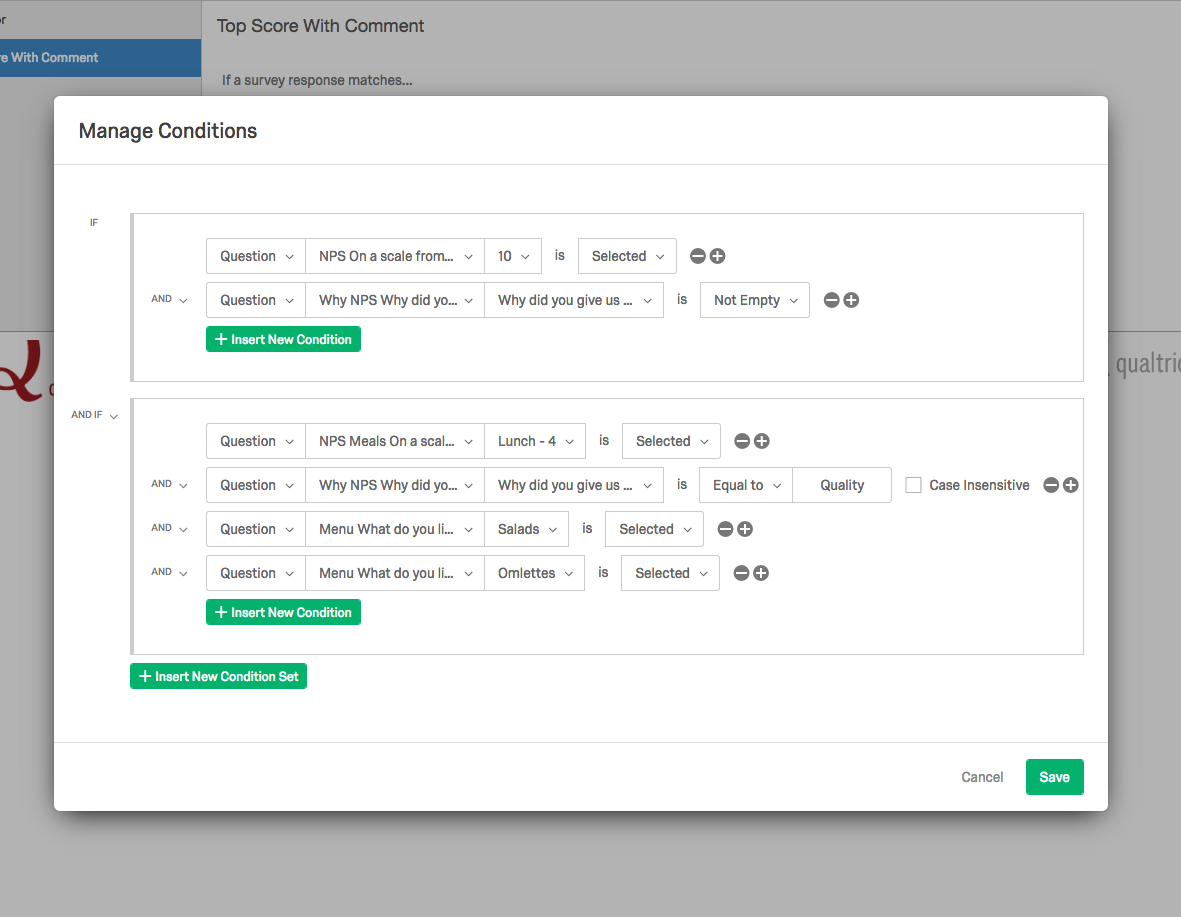 r
Top Score With Comment
re With Comment
If a survey response matches...
Manage Conditions
IF
Question NPS On a scale from... 10 is Selected
AND Question Why NPS Why did yo... Why did you give us ... is Not Empty
Insert New Condition
qualtric
AND IF
Question NPS Meals On a scal... Lunch - 4 is Selected
AND Question Why NPS Why did yo... Why did you give us ... is Equal to Quality Case Insensitive
AND Question Menu What do you li... Salads is Selected
AND Question Menu What do you li... Omlettes is Selected
Insert New Condition
Insert New Condition Set
Cancel Save